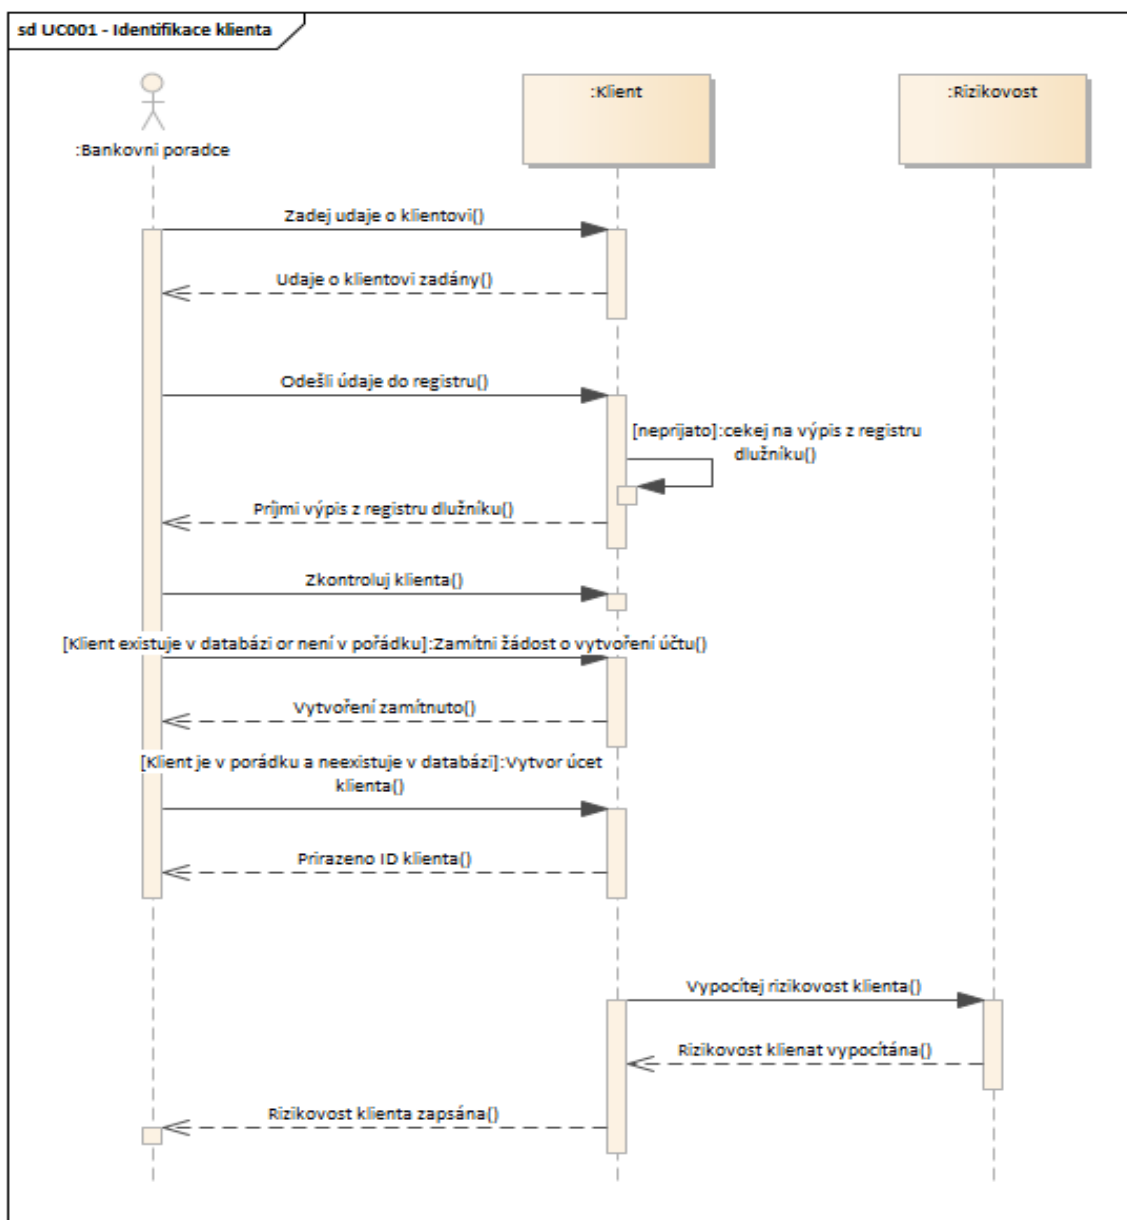 sd UC001 - Identifikace klienta
:Bankovni poradce
:Klient
:Rizikovost
Zadej udaje o klientovi()
Udaje o klientovi zadány()
Odešli údaje do registru()
[neprijato]:cekej na výpis z registru
dlužníku()
Príjmi výpis z registru dlužníku()
Zkontroluj klienta()
[Klient existuje v databázi or není v pořádku]:Zamítni žádost o vytvoření účtu()
Vytvoření zamítnuto()
[Klient je v porádku a neexistuje v databázi]:Vytvor úcet
klienta()
Prirazeno ID klienta()
Vypocítej rizikovost klienta()
Rizikovost klienat vypocítána()
Rizikovost klienta zapsána()